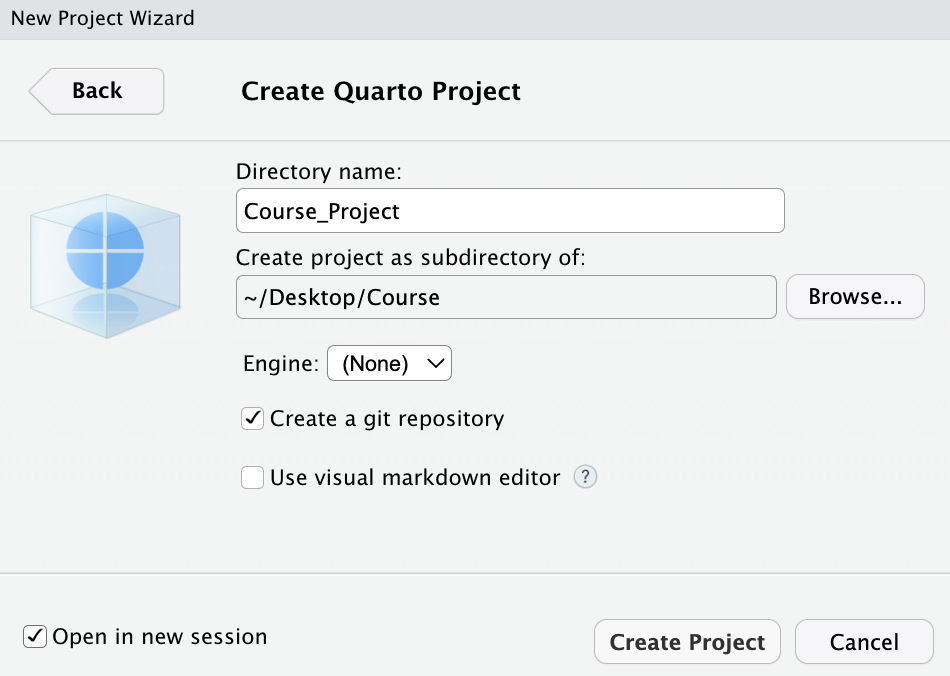 New Project Wizard
Back
Create Quarto Project
Directory name:
Course_Project
Create project as subdirectory of:
~/Desktop/Course
Browse...
Engine: (None)
Create a git repository
Use visual markdown editor ?
Open in new session
Create Project
Cancel